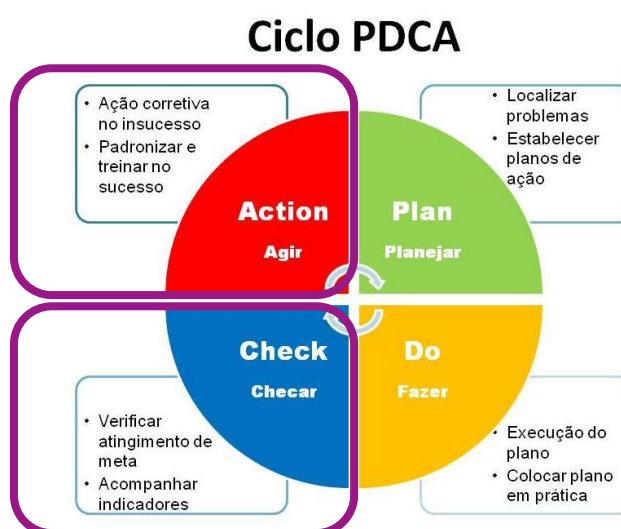 Ciclo PDCA
• Ação corretiva
no insucesso
• Padronizar e
treinar no
sucesso
• Localizar
problemas
• Estabelecer
planos de
ação
Action
Agir
Plan
Planejar
Check
Checar
Do
Fazer
• Verificar
atingimento de
meta
• Acompanhar
indicadores
• Execução do
plano
• Colocar plano
em prática